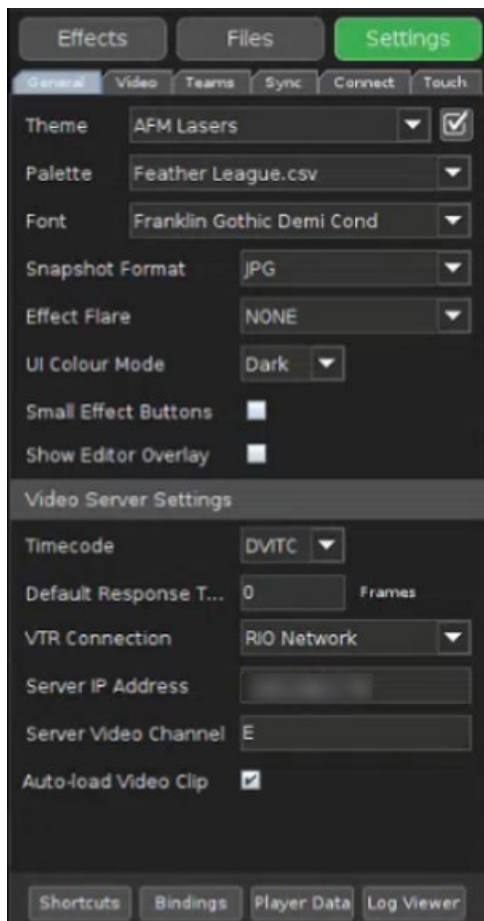 Effects Files Settings
General Video Teams Sync Connect Touch
Theme AFM Lasers
Palette Feather League.csv
Font Franklin Gothic Demi Cond
Snapshot Format JPG
Effect Flare NONE
UI Colour Mode Dark
Small Effect Buttons
Show Editor Overlay
Video Server Settings
Timecode DVITC
Default Response T... 0 Frames
VTR Connection RIO Network
Server IP Address
Server Video Channel E
Auto-load Video Clip
Shortcuts Bindings Player Data Log Viewer